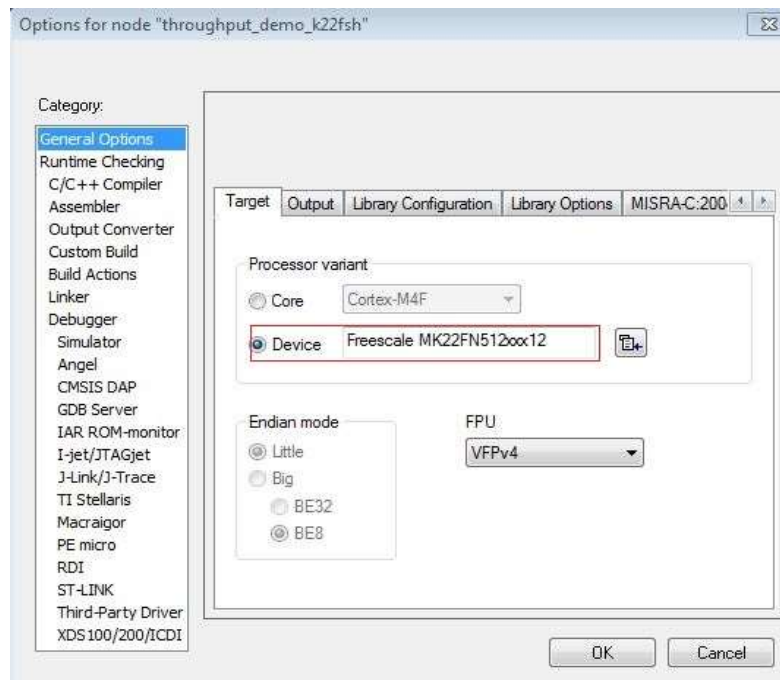 Options for node "throughput_demo_k22fsh"
Category:
General Options
Runtime Checking
C/C++ Compiler
Assembler
Output Converter
Custom Build
Build Actions
Linker
Debugger
Simulator
Angel
CMSIS DAP
GDB Server
IAR ROM-monitor
I-jet/JTAGjet
J-Link/J-Trace
TI Stellaris
Macraigor
PE micro
RDI
ST-LINK
Third-Party Driver
XDS100/200/ICDI
Target Output Library Configuration Library Options MISRA-C:200
Processor variant
Core Cortex-M4F
Device Freescale MK22FN512xxx12
Endian mode
Little
Big
BE32
BE8
FPU
VFPv4
OK Cancel